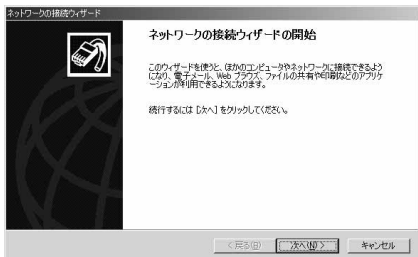 ネットワークの接続ウィザード
ネットワークの接続ウィザードの開始
このウィザードを使うと、ほかのコンピュータやネットワークに接続できるよう
になり、電子メール、Web ブラウズ、ファイルの共有や印刷などのアプリケ
ーションが利用できるようになります。
続行するには [次へ] をクリックしてください。
< 戻る(B) 次へ(N) > キャンセル